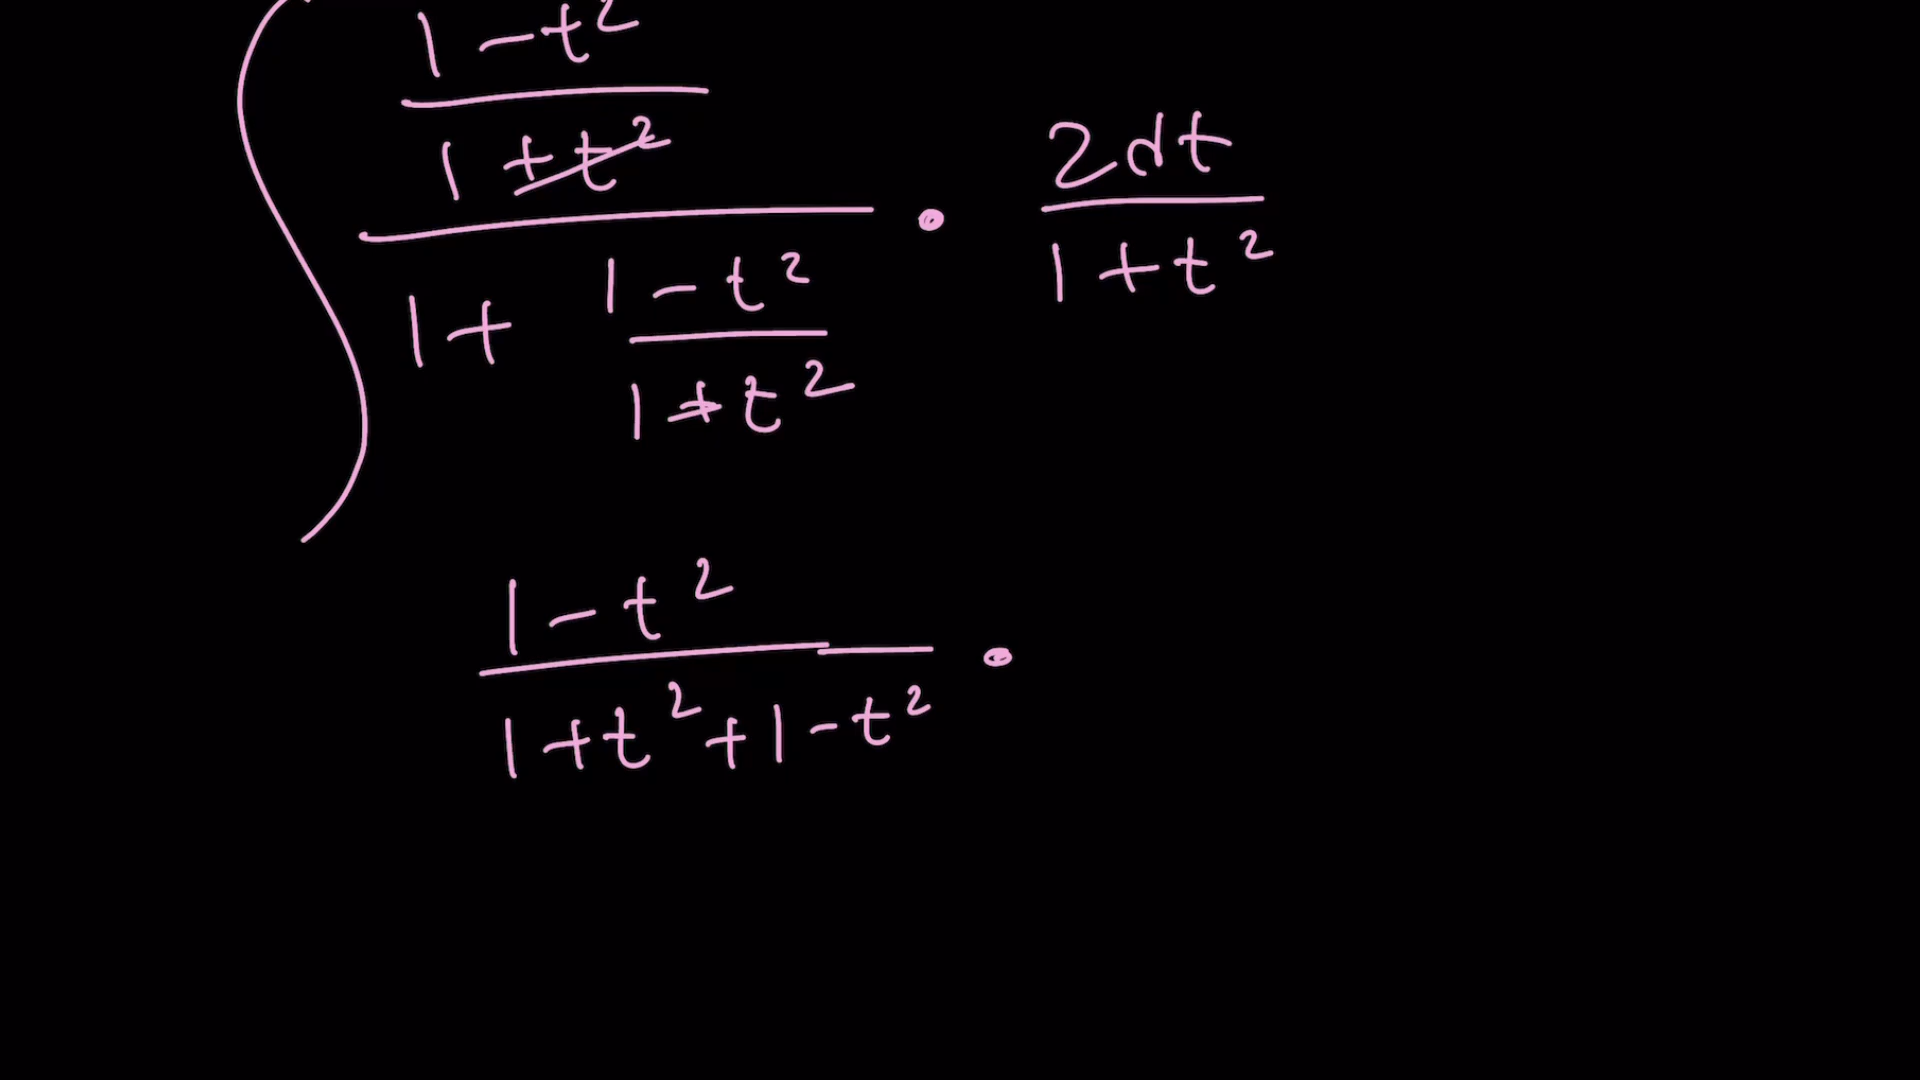 1 - t²
1 + t²
2dt
1 + 1 - t²
1 + t²
1 + t²
1 - t²
1 + t² + 1 - t² •